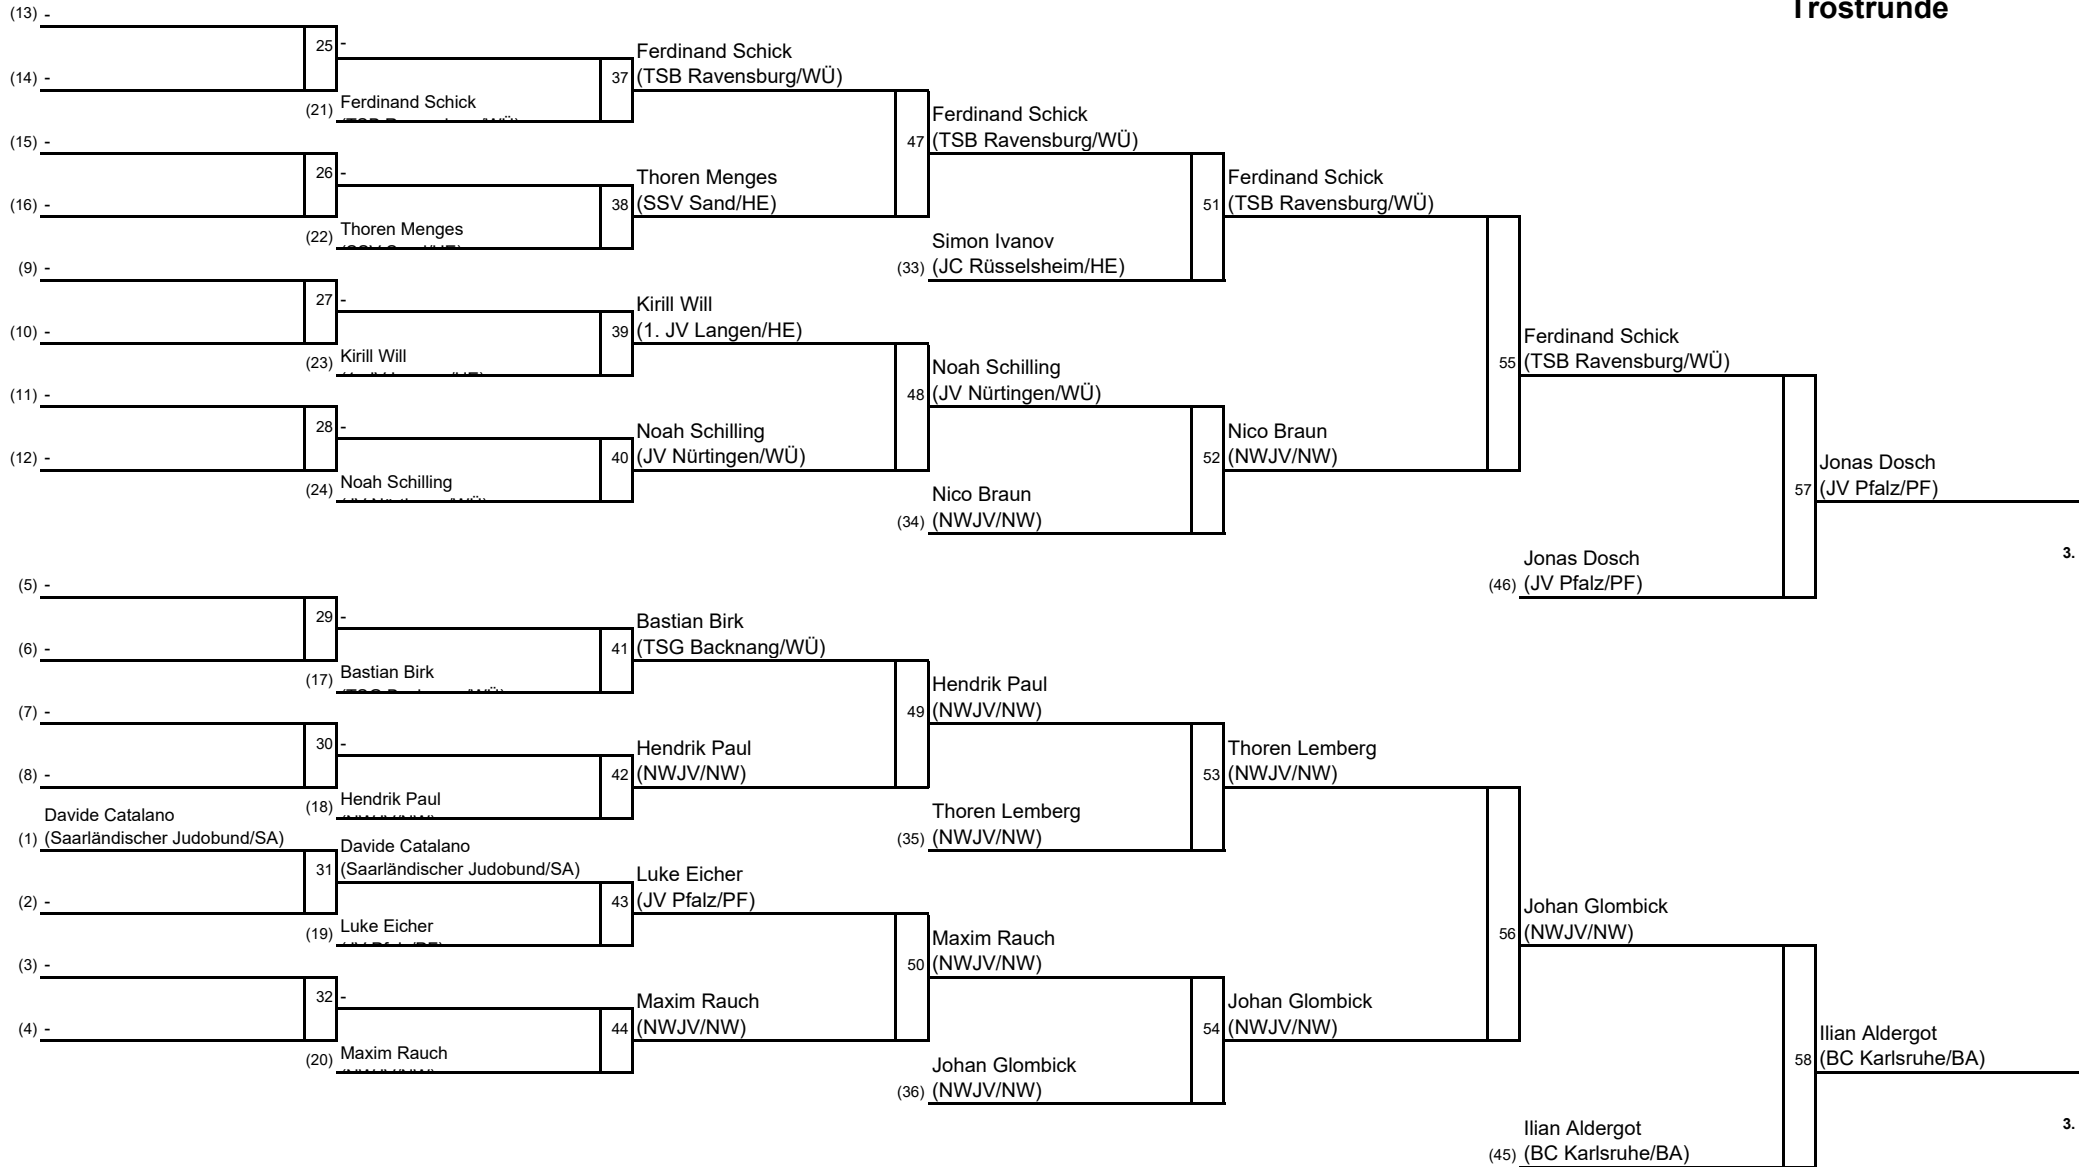 Trostrunde
(13) -
25 -
(14) -
(21) Ferdinand Schick
37 Ferdinand Schick
(TSB Ravensburg/WÜ)
(15) -
26 -
(16) -
(22) Thoren Menges
38 Thoren Menges
(SSV Sand/HE)
47 Ferdinand Schick
(TSB Ravensburg/WÜ)
(33) Simon Ivanov
(JC Rüsselsheim/HE)
51 Ferdinand Schick
(TSB Ravensburg/WÜ)
(9) -
27 -
(10) -
(23) Kirill Will
39 Kirill Will
(1. JV Langen/HE)
(11) -
28 -
(12) -
(24) Noah Schilling
40 Noah Schilling
(JV Nürtingen/WÜ)
48 Noah Schilling
(JV Nürtingen/WÜ)
(34) Nico Braun
(NWJV/NW)
52 Nico Braun
(NWJV/NW)
55 Ferdinand Schick
(TSB Ravensburg/WÜ)
(46) Jonas Dosch
(JV Pfalz/PF)
57 Jonas Dosch
(JV Pfalz/PF)
3.
(5) -
29 -
(6) -
(17) Bastian Birk
41 Bastian Birk
(TSG Backnang/WÜ)
(7) -
30 -
(8) -
(18) Hendrik Paul
42 Hendrik Paul
(NWJV/NW)
49 Hendrik Paul
(NWJV/NW)
(35) Thoren Lemberg
(NWJV/NW)
53 Thoren Lemberg
(NWJV/NW)
Davide Catalano
(1) (Saarländischer Judobund/SA)
31 Davide Catalano
(Saarländischer Judobund/SA)
(2) -
(19) Luke Eicher
43 Luke Eicher
(JV Pfalz/PF)
(3) -
32 -
(4) -
(20) Maxim Rauch
44 Maxim Rauch
(NWJV/NW)
50 Maxim Rauch
(NWJV/NW)
(36) Johan Glombick
(NWJV/NW)
54 Johan Glombick
(NWJV/NW)
56 Johan Glombick
(NWJV/NW)
(45) Ilian Aldergot
(BC Karlsruhe/BA)
58 Ilian Aldergot
(BC Karlsruhe/BA)
3.